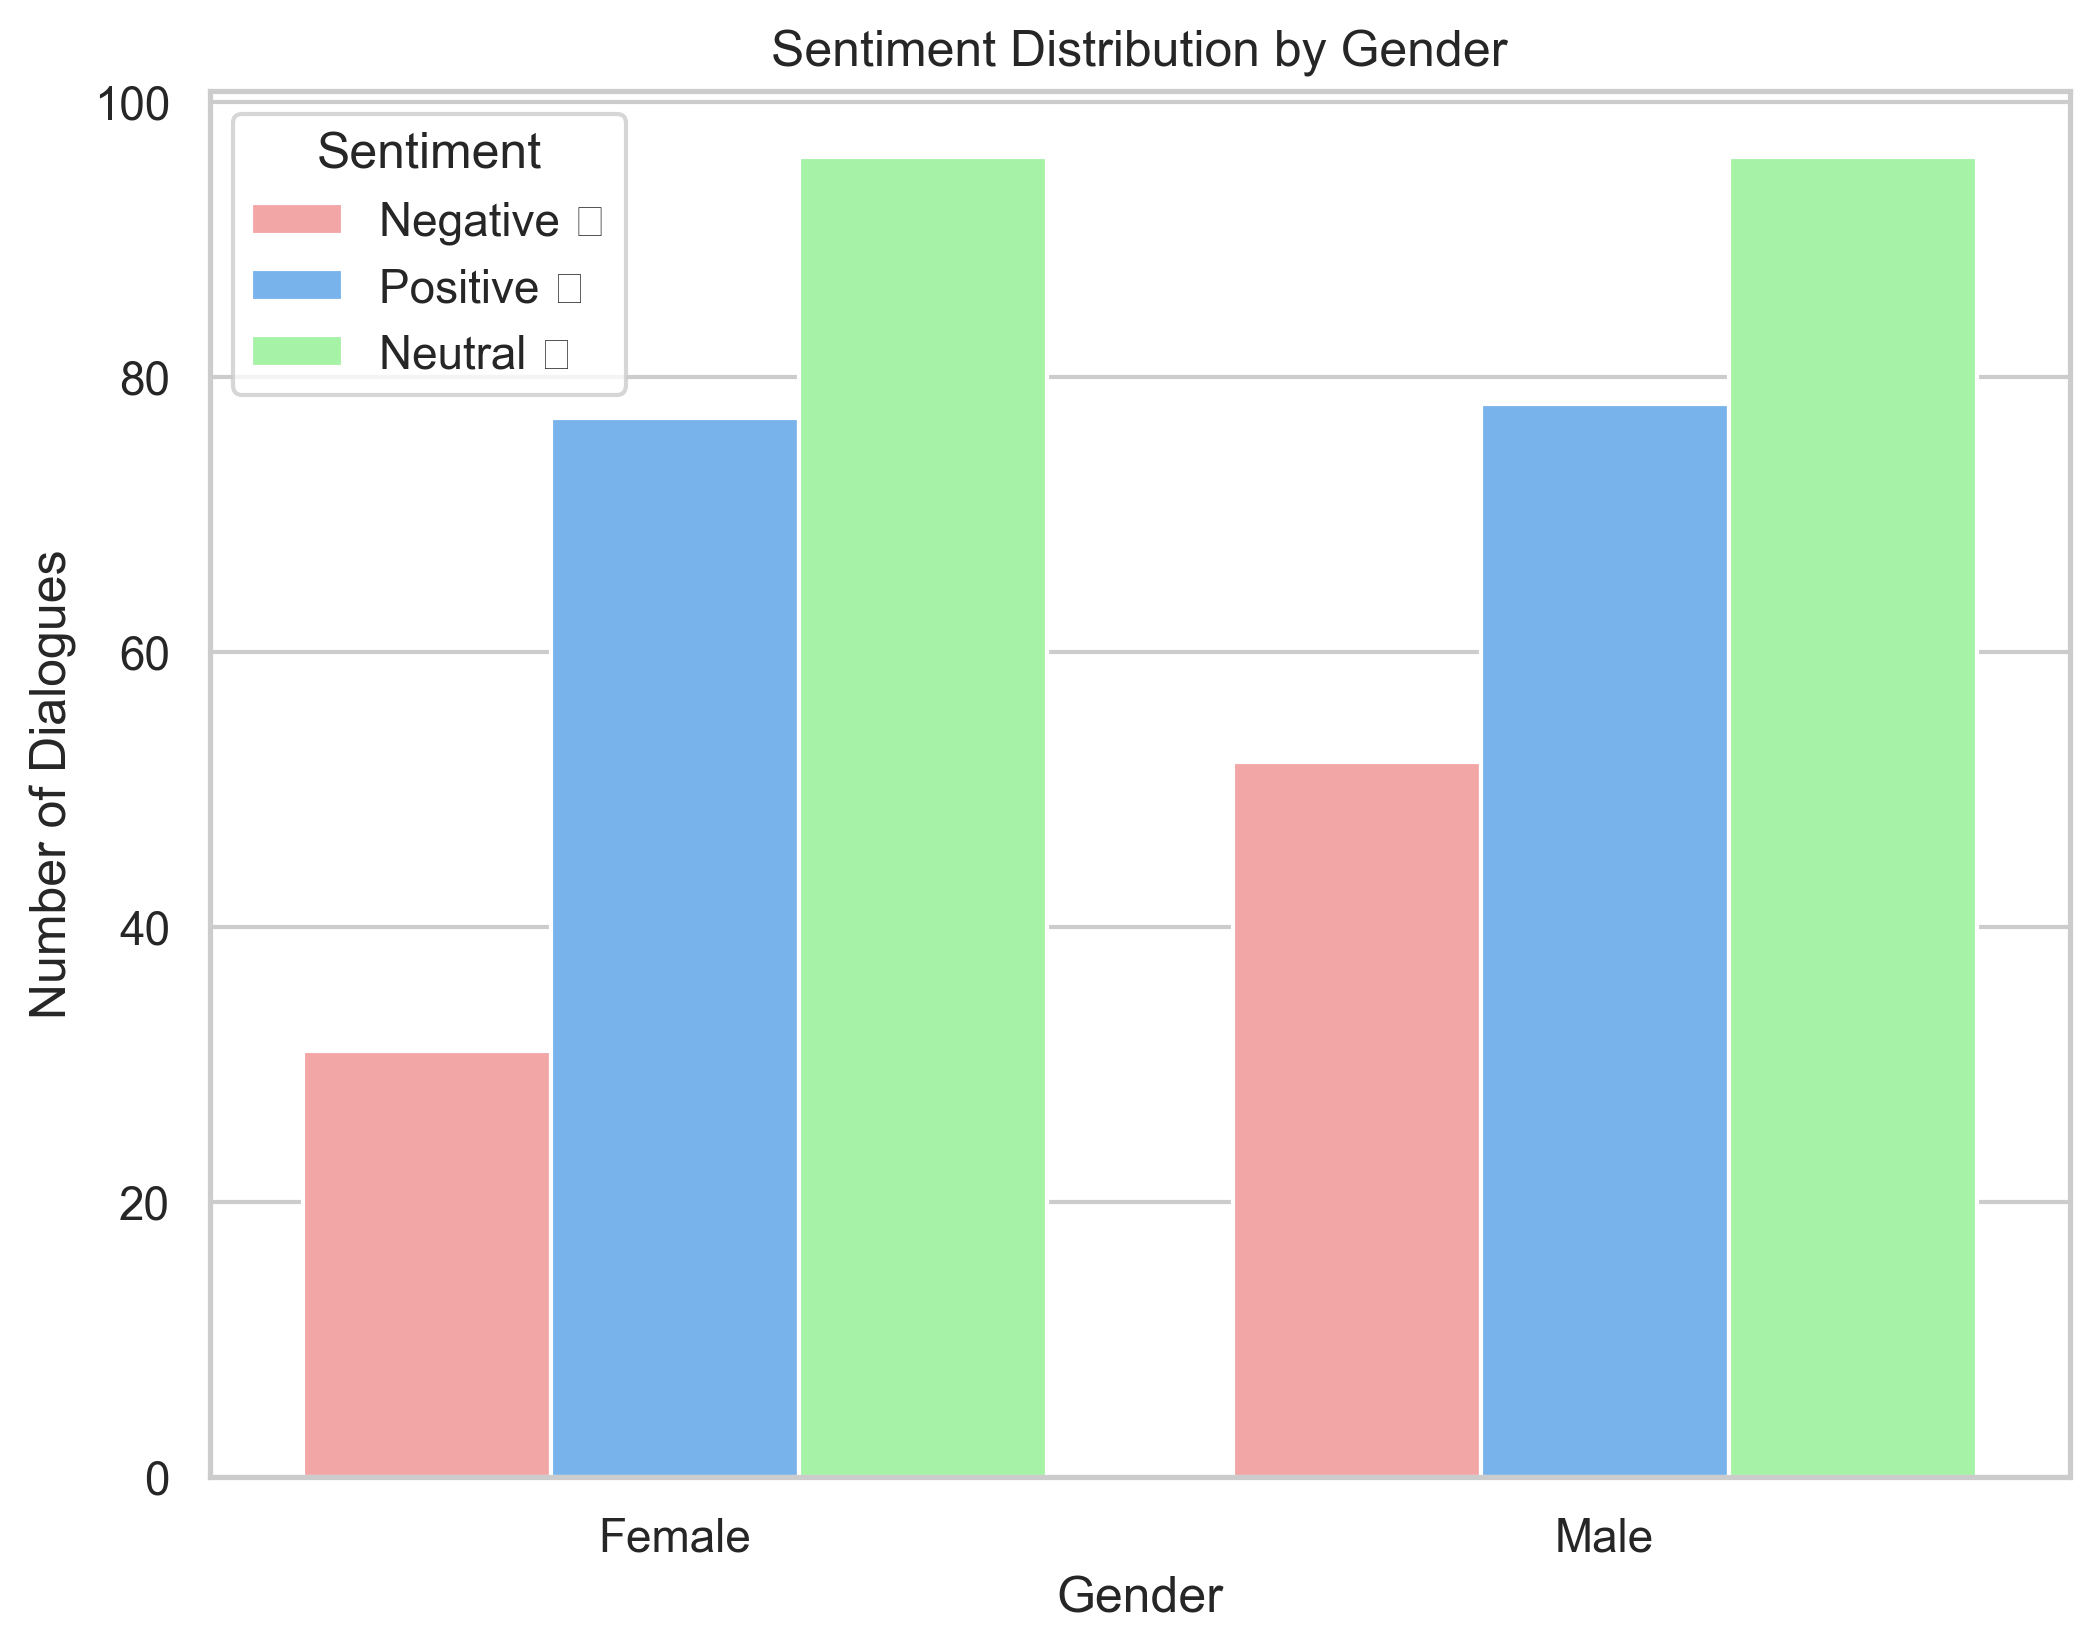 Sentiment Distribution by Gender
100
80
60
40
20
0
Number of Dialogues
Sentiment
Negative □
Positive □
Neutral □
Female
Male
Gender